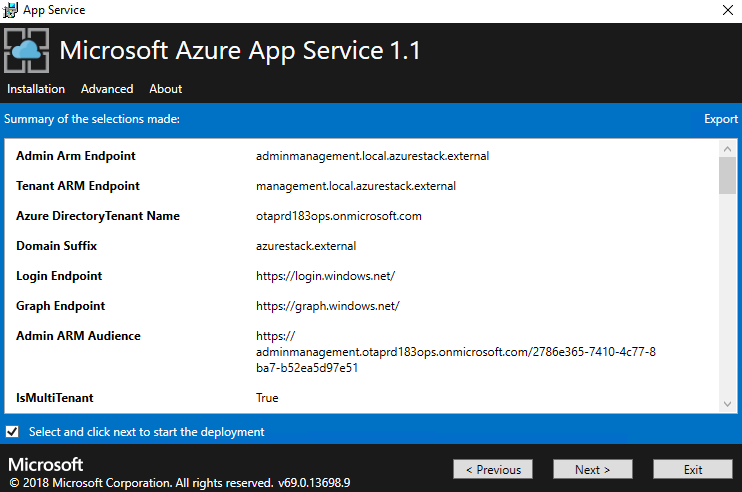 App Service
Microsoft Azure App Service 1.1
Installation Advanced About
Summary of the selections made: Export
Admin Arm Endpoint adminmanagement.local.azurestack.external
Tenant ARM Endpoint management.local.azurestack.external
Azure DirectoryTenant Name otaprd183ops.onmicrosoft.com
Domain Suffix azurestack.external
Login Endpoint https://login.windows.net/
Graph Endpoint https://graph.windows.net/
Admin ARM Audience https://
adminmanagement.otaprd183ops.onmicrosoft.com/2786e365-7410-4c77-8
ba7-b52ea5d97e51
IsMultiTenant True
Select and click next to start the deployment
Microsoft
© 2018 Microsoft Corporation. All rights reserved. v69.0.13698.9
< Previous Next > Exit